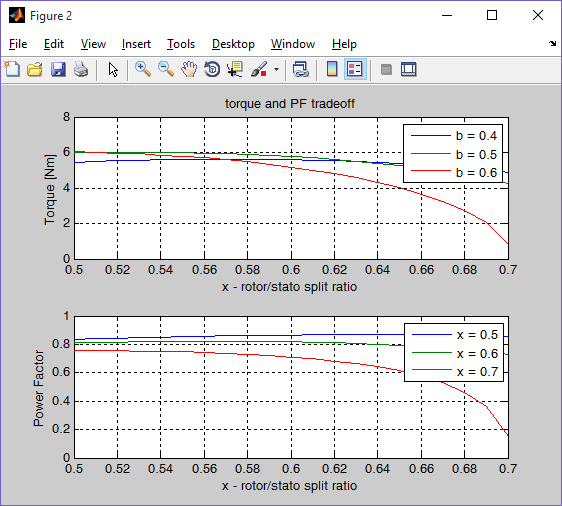 Figure 2
File Edit View Insert Tools Desktop Window Help
torque and PF tradeoff
8
6
4
2
0
Torque [Nm]
b = 0.4
b = 0.5
b = 0.6
0.5 0.52 0.54 0.56 0.58 0.6 0.62 0.64 0.66 0.68 0.7
x - rotor/stato split ratio
1
0.8
0.6
0.4
0.2
0
Power Factor
x = 0.5
x = 0.6
x = 0.7
0.5 0.52 0.54 0.56 0.58 0.6 0.62 0.64 0.66 0.68 0.7
x - rotor/stato split ratio